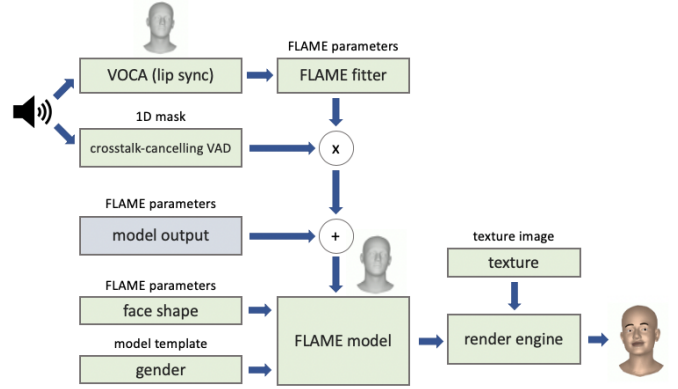 FLAME parameters
VOCA (lip sync)
FLAME fitter
1D mask
crosstalk-cancelling VAD
x
FLAME parameters
model output
+
texture image
texture
FLAME parameters
face shape
FLAME model
render engine
model template
gender